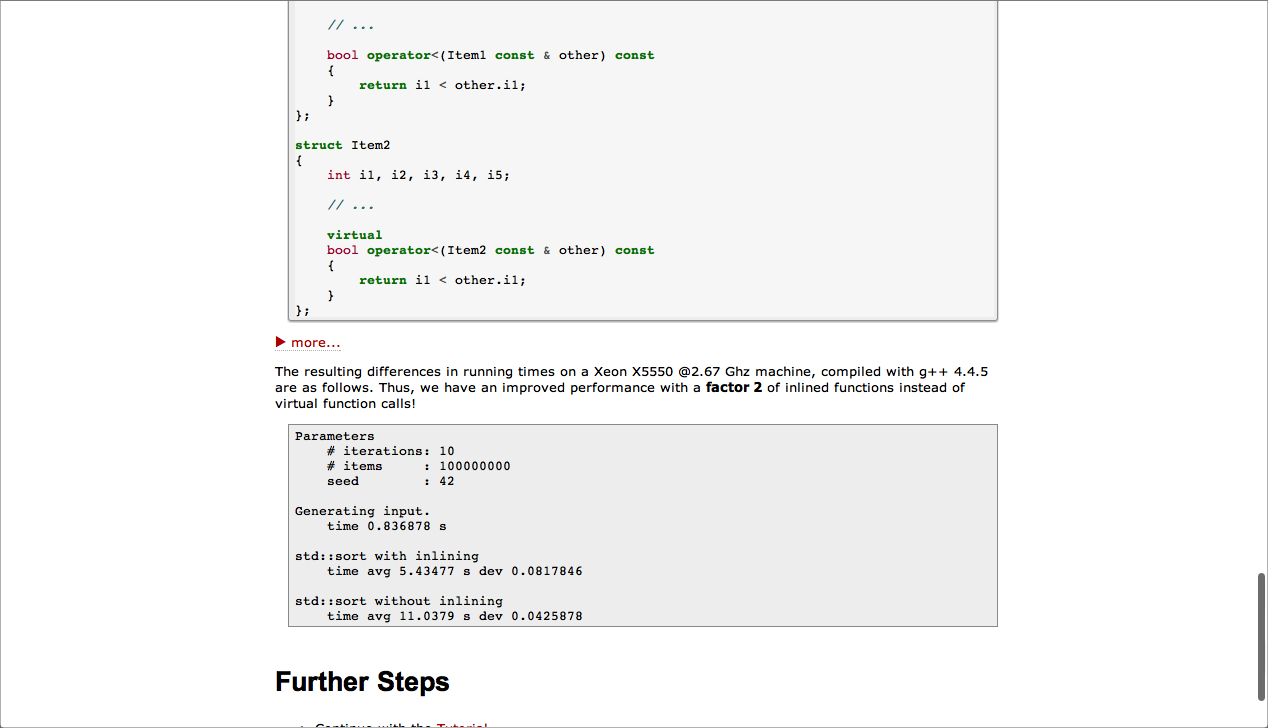 // ...
bool operator<(Item1 const & other) const
{
return i1 < other.i1;
}
};
struct Item2
{
int i1, i2, i3, i4, i5;
// ...
virtual
bool operator<(Item2 const & other) const
{
return i1 < other.i1;
}
};
more...
The resulting differences in running times on a Xeon X5550 @2.67 Ghz machine, compiled with g++ 4.4.5
are as follows. Thus, we have an improved performance with a factor 2 of inlined functions instead of
virtual function calls!
Parameters
# iterations: 10
# items : 100000000
seed : 42
Generating input.
time 0.836878 s
std::sort with inlining
time avg 5.43477 s dev 0.0817846
std::sort without inlining
time avg 11.0379 s dev 0.0425878
Further Steps
Continue with the Tutorial